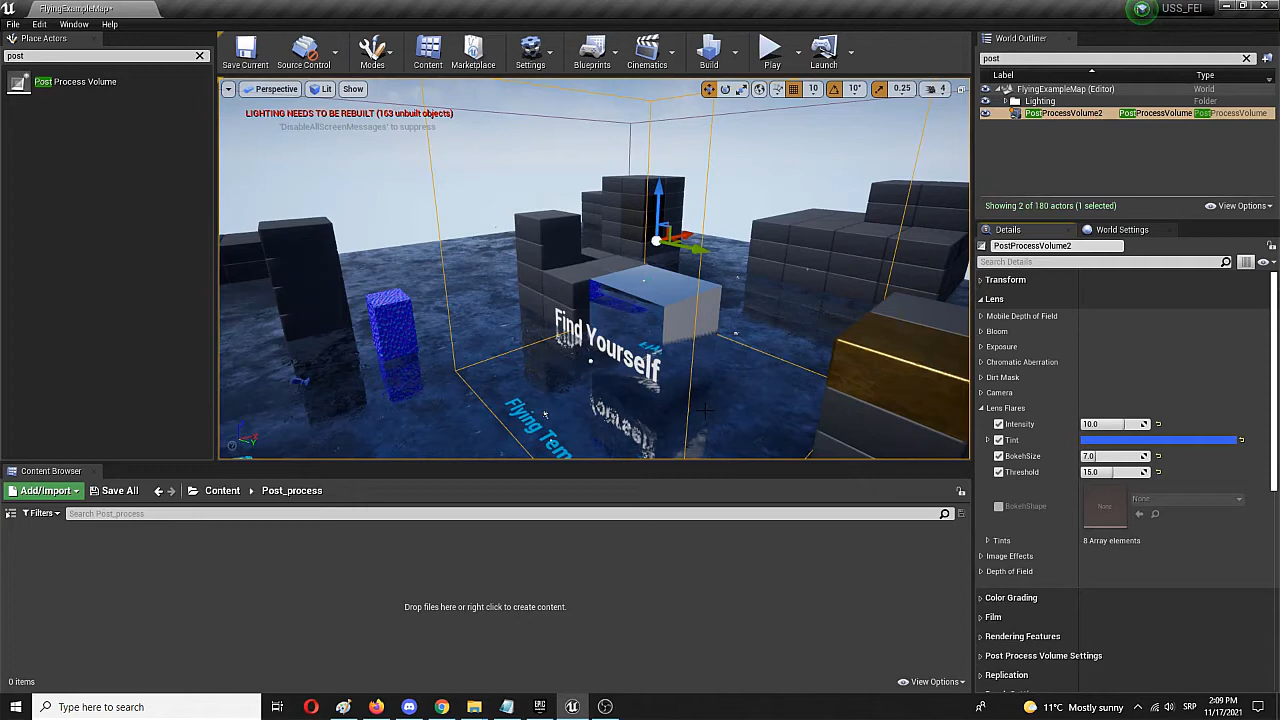 FlyingExampleMap*
USS_FEI
File Edit Window Help
Place Actors
post
Post Process Volume
Save Current
Source Control
Modes
Content
Marketplace
Settings
Blueprints
Cinematics
Build
Play
Launch
Perspective
Lit
Show
10
10°
0.25
4
LIGHTING NEEDS TO BE REBUILT (163 unbuilt objects)
'DisableAllScreenMessages' to suppress
Find Yourself
Flying Tem
World Outliner
post
Label
Type
FlyingExampleMap (Editor)
World
Lighting
Folder
PostProcessVolume2
PostProcessVolume
PostProcessVolume
Showing 2 of 180 actors (1 selected)
View Options
Details
World Settings
PostProcessVolume2
Search Details
Transform
Lens
Mobile Depth of Field
Bloom
Exposure
Chromatic Aberration
Dirt Mask
Camera
Lens Flares
Intensity
10.0
Tint
BokehSize
7.0
Threshold
15.0
BokehShape
None
None
Tints
8 Array elements
Image Effects
Depth of Field
Color Grading
Film
Rendering Features
Post Process Volume Settings
Replication
Content Browser
Add/Import
Save All
Content
Post_process
Filters
Search Post_process
Drop files here or right click to create content.
0 items
View Options
Type here to search
11°C Mostly sunny
SRP
2:09 PM
11/17/2021